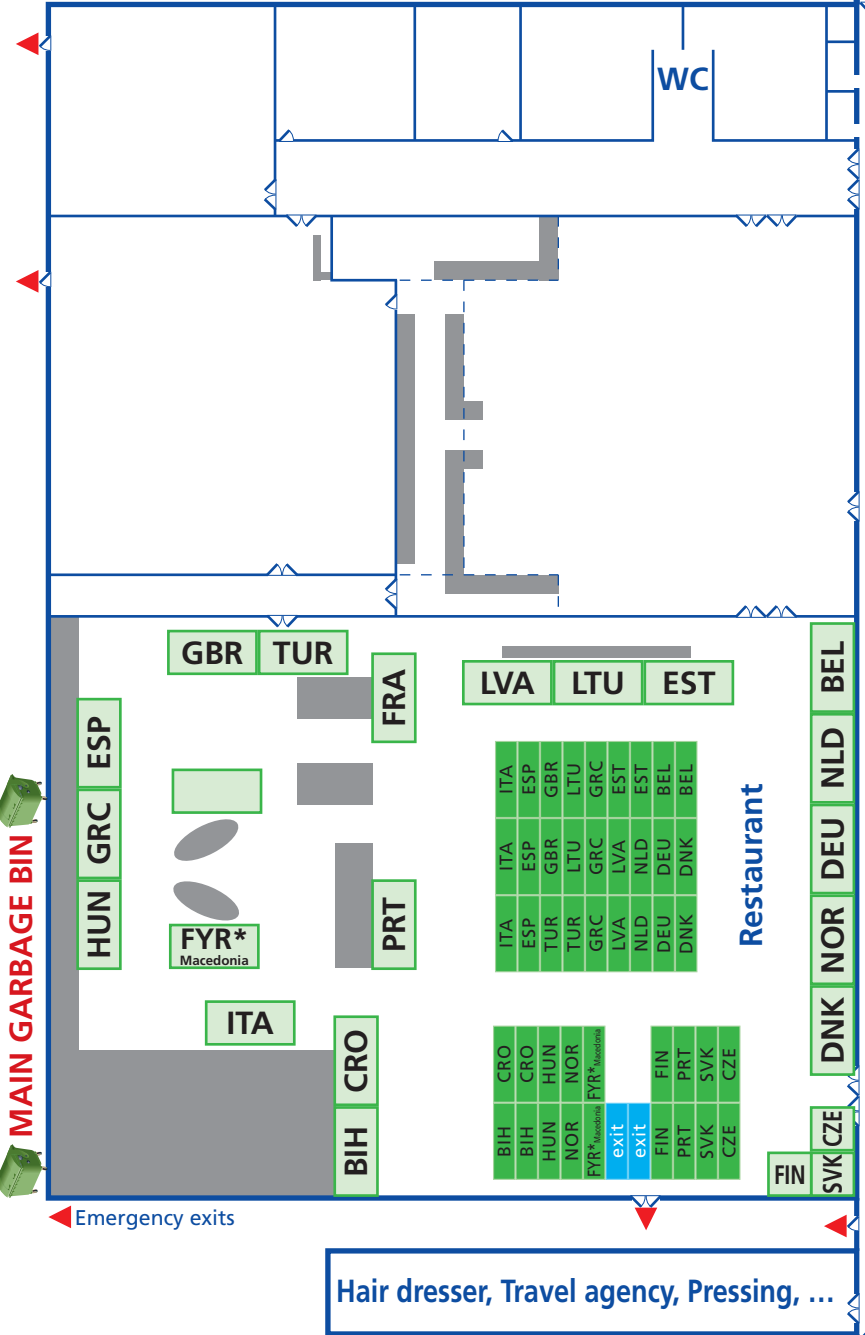 WC
GBR
TUR
FRA
LVA
LTU
EST
BEL
NLD
DEU
NOR
DNK
ESP
GRC
HUN
MAIN GARBAGE BIN
FYR*
Macedonia
PRT
ITA
CRO
BIH
ITA ESP GBR LTU GRC EST EST BEL BEL
ITA ESP GBR LTU GRC LVA NLD DEU DNK
ITA ESP TUR TUR GRC LVA NLD DEU DNK
Restaurant
CRO CRO HUN NOR FYR* Macedonia FIN PRT SVK CZE
BIH BIH HUN NOR FYR* Macedonia exit exit FIN PRT SVK CZE
CZE
SVK
FIN
Emergency exits
Hair dresser, Travel agency, Pressing, ...